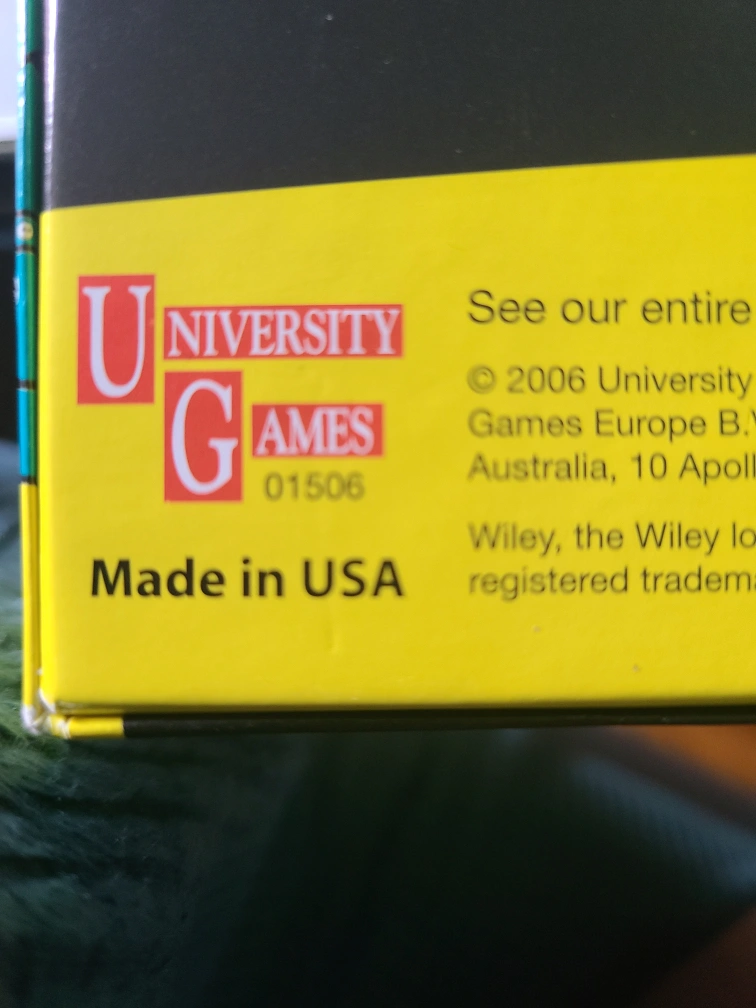 UNIVERSITY
GAMES
01506
Made in USA
See our entire
© 2006 University
Games Europe B.V
Australia, 10 Apoll
Wiley, the Wiley lo
registered tradema